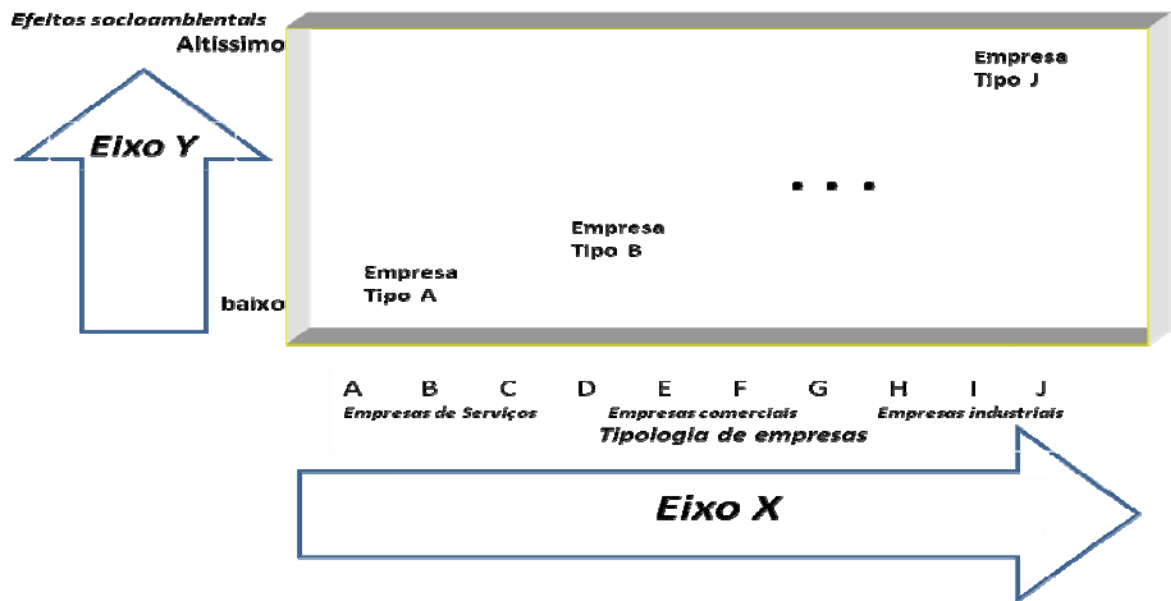 Efeitos socioambientais
Altíssimo
Empresa
Tipo J
Eixo Y
. . .
Empresa
Tipo B
Empresa
Tipo A
baixo
A B C D E F G H I J
Empresas de Serviços Empresas comerciais Empresas industriais
Tipologia de empresas
Eixo X